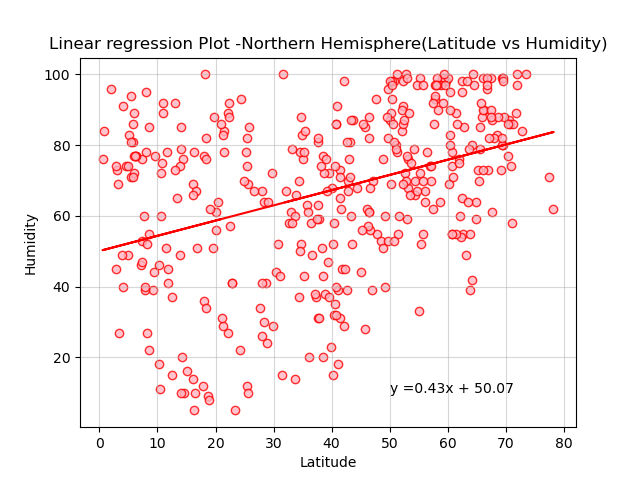 Linear regression Plot -Northern Hemisphere(Latitude vs Humidity)
100
80
60
40
20
Humidity
y =0.43x + 50.07
0 10 20 30 40 50 60 70 80
Latitude